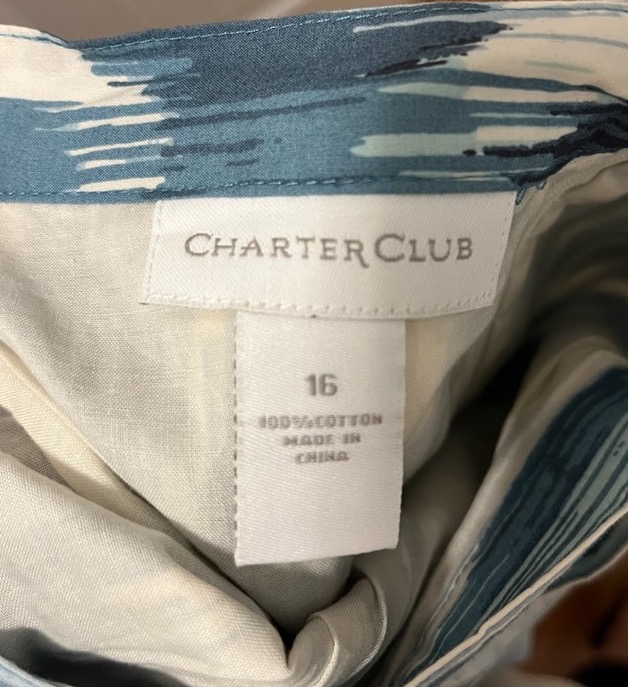 CHARTER CLUB
16
100% COTTON
MADE IN
CHINA